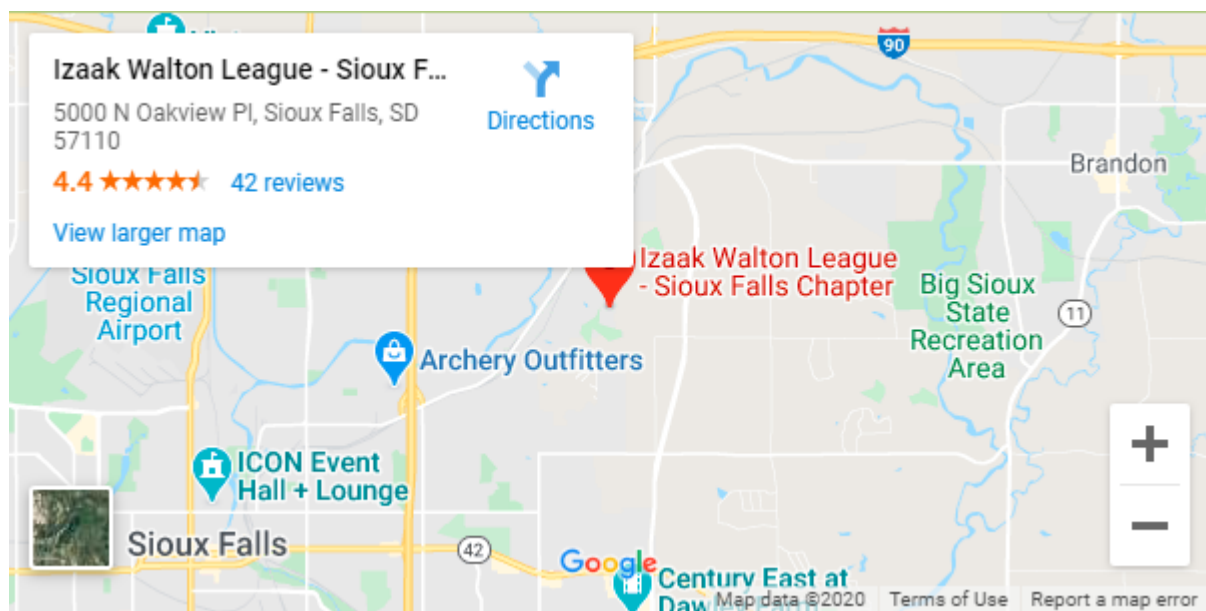 Izaak Walton League - Sioux F...
5000 N Oakview Pl, Sioux Falls, SD
57110
4.4
42 reviews
View larger map
Directions
90
Brandon
Sioux Falls
Regional
Airport
Izaak Walton League
- Sioux Falls Chapter
Big Sioux
State
Recreation
Area
11
Archery Outfitters
ICON Event
Hall + Lounge
Sioux Falls
42
Google
Century East at
Map data ©2020
Terms of Use
Report a map error